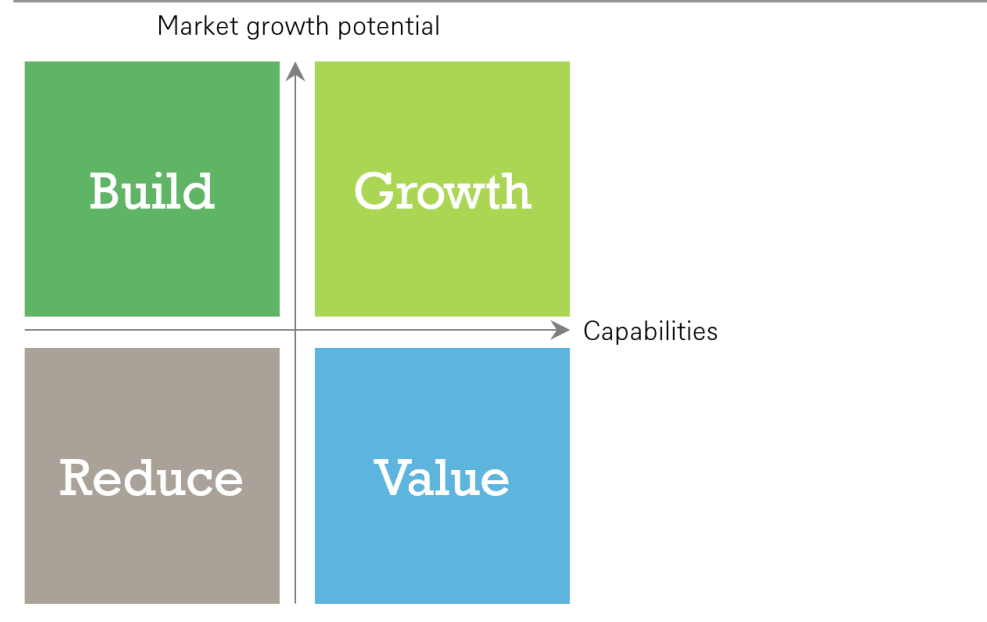 Market growth potential
Build
Growth
Capabilities
Reduce
Value